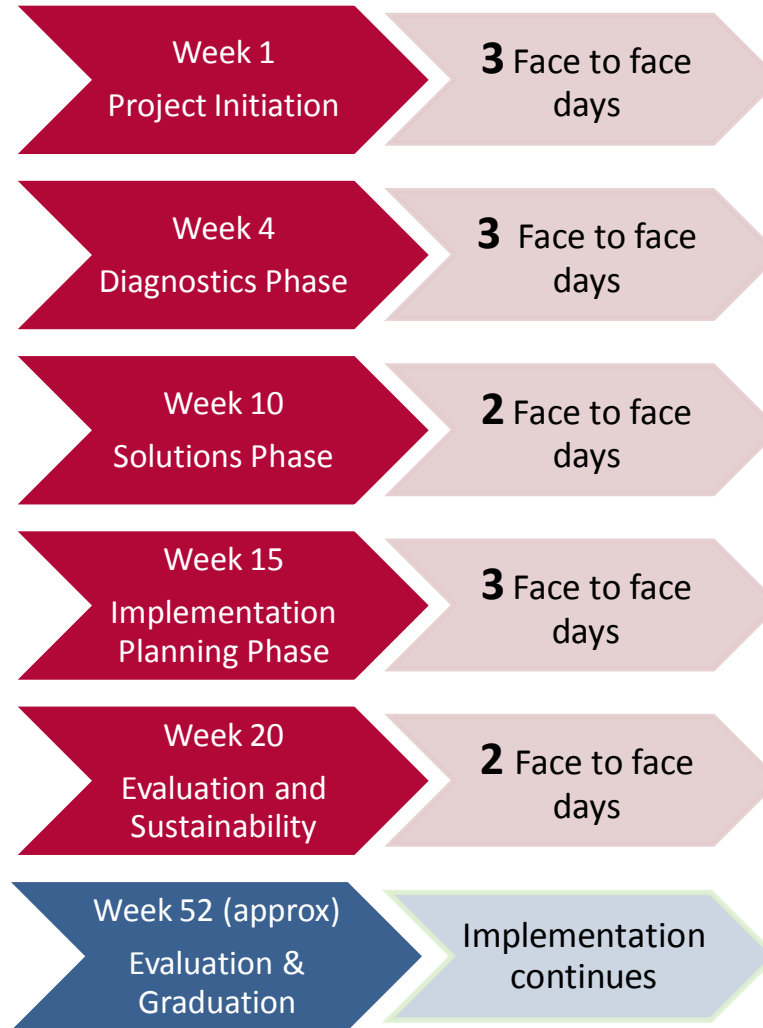 Week 1
Project Initiation
3 Face to face
days
Week 4
Diagnostics Phase
3 Face to face
days
Week 10
Solutions Phase
2 Face to face
days
Week 15
Implementation
Planning Phase
3 Face to face
days
Week 20
Evaluation and
Sustainability
2 Face to face
days
Week 52 (approx)
Evaluation &
Graduation
Implementation
continues